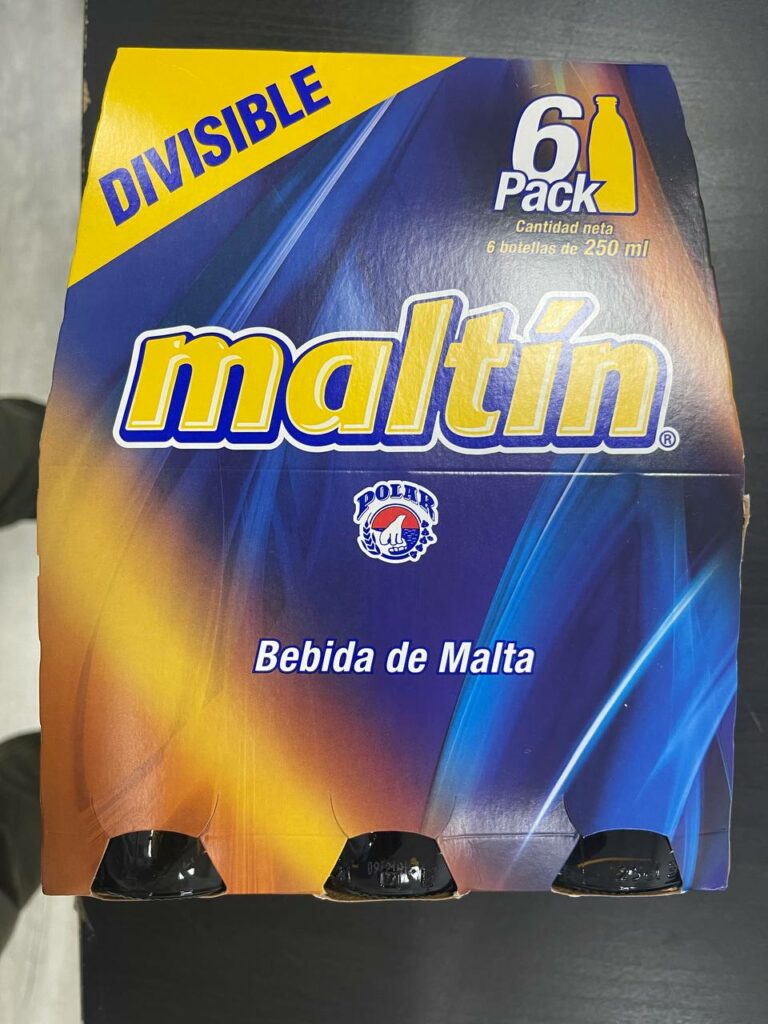 DIVISIBLE
6
Pack
Cantidad neta
6 botellas de 250 ml
maltín®
POLAR
Bebida de Malta